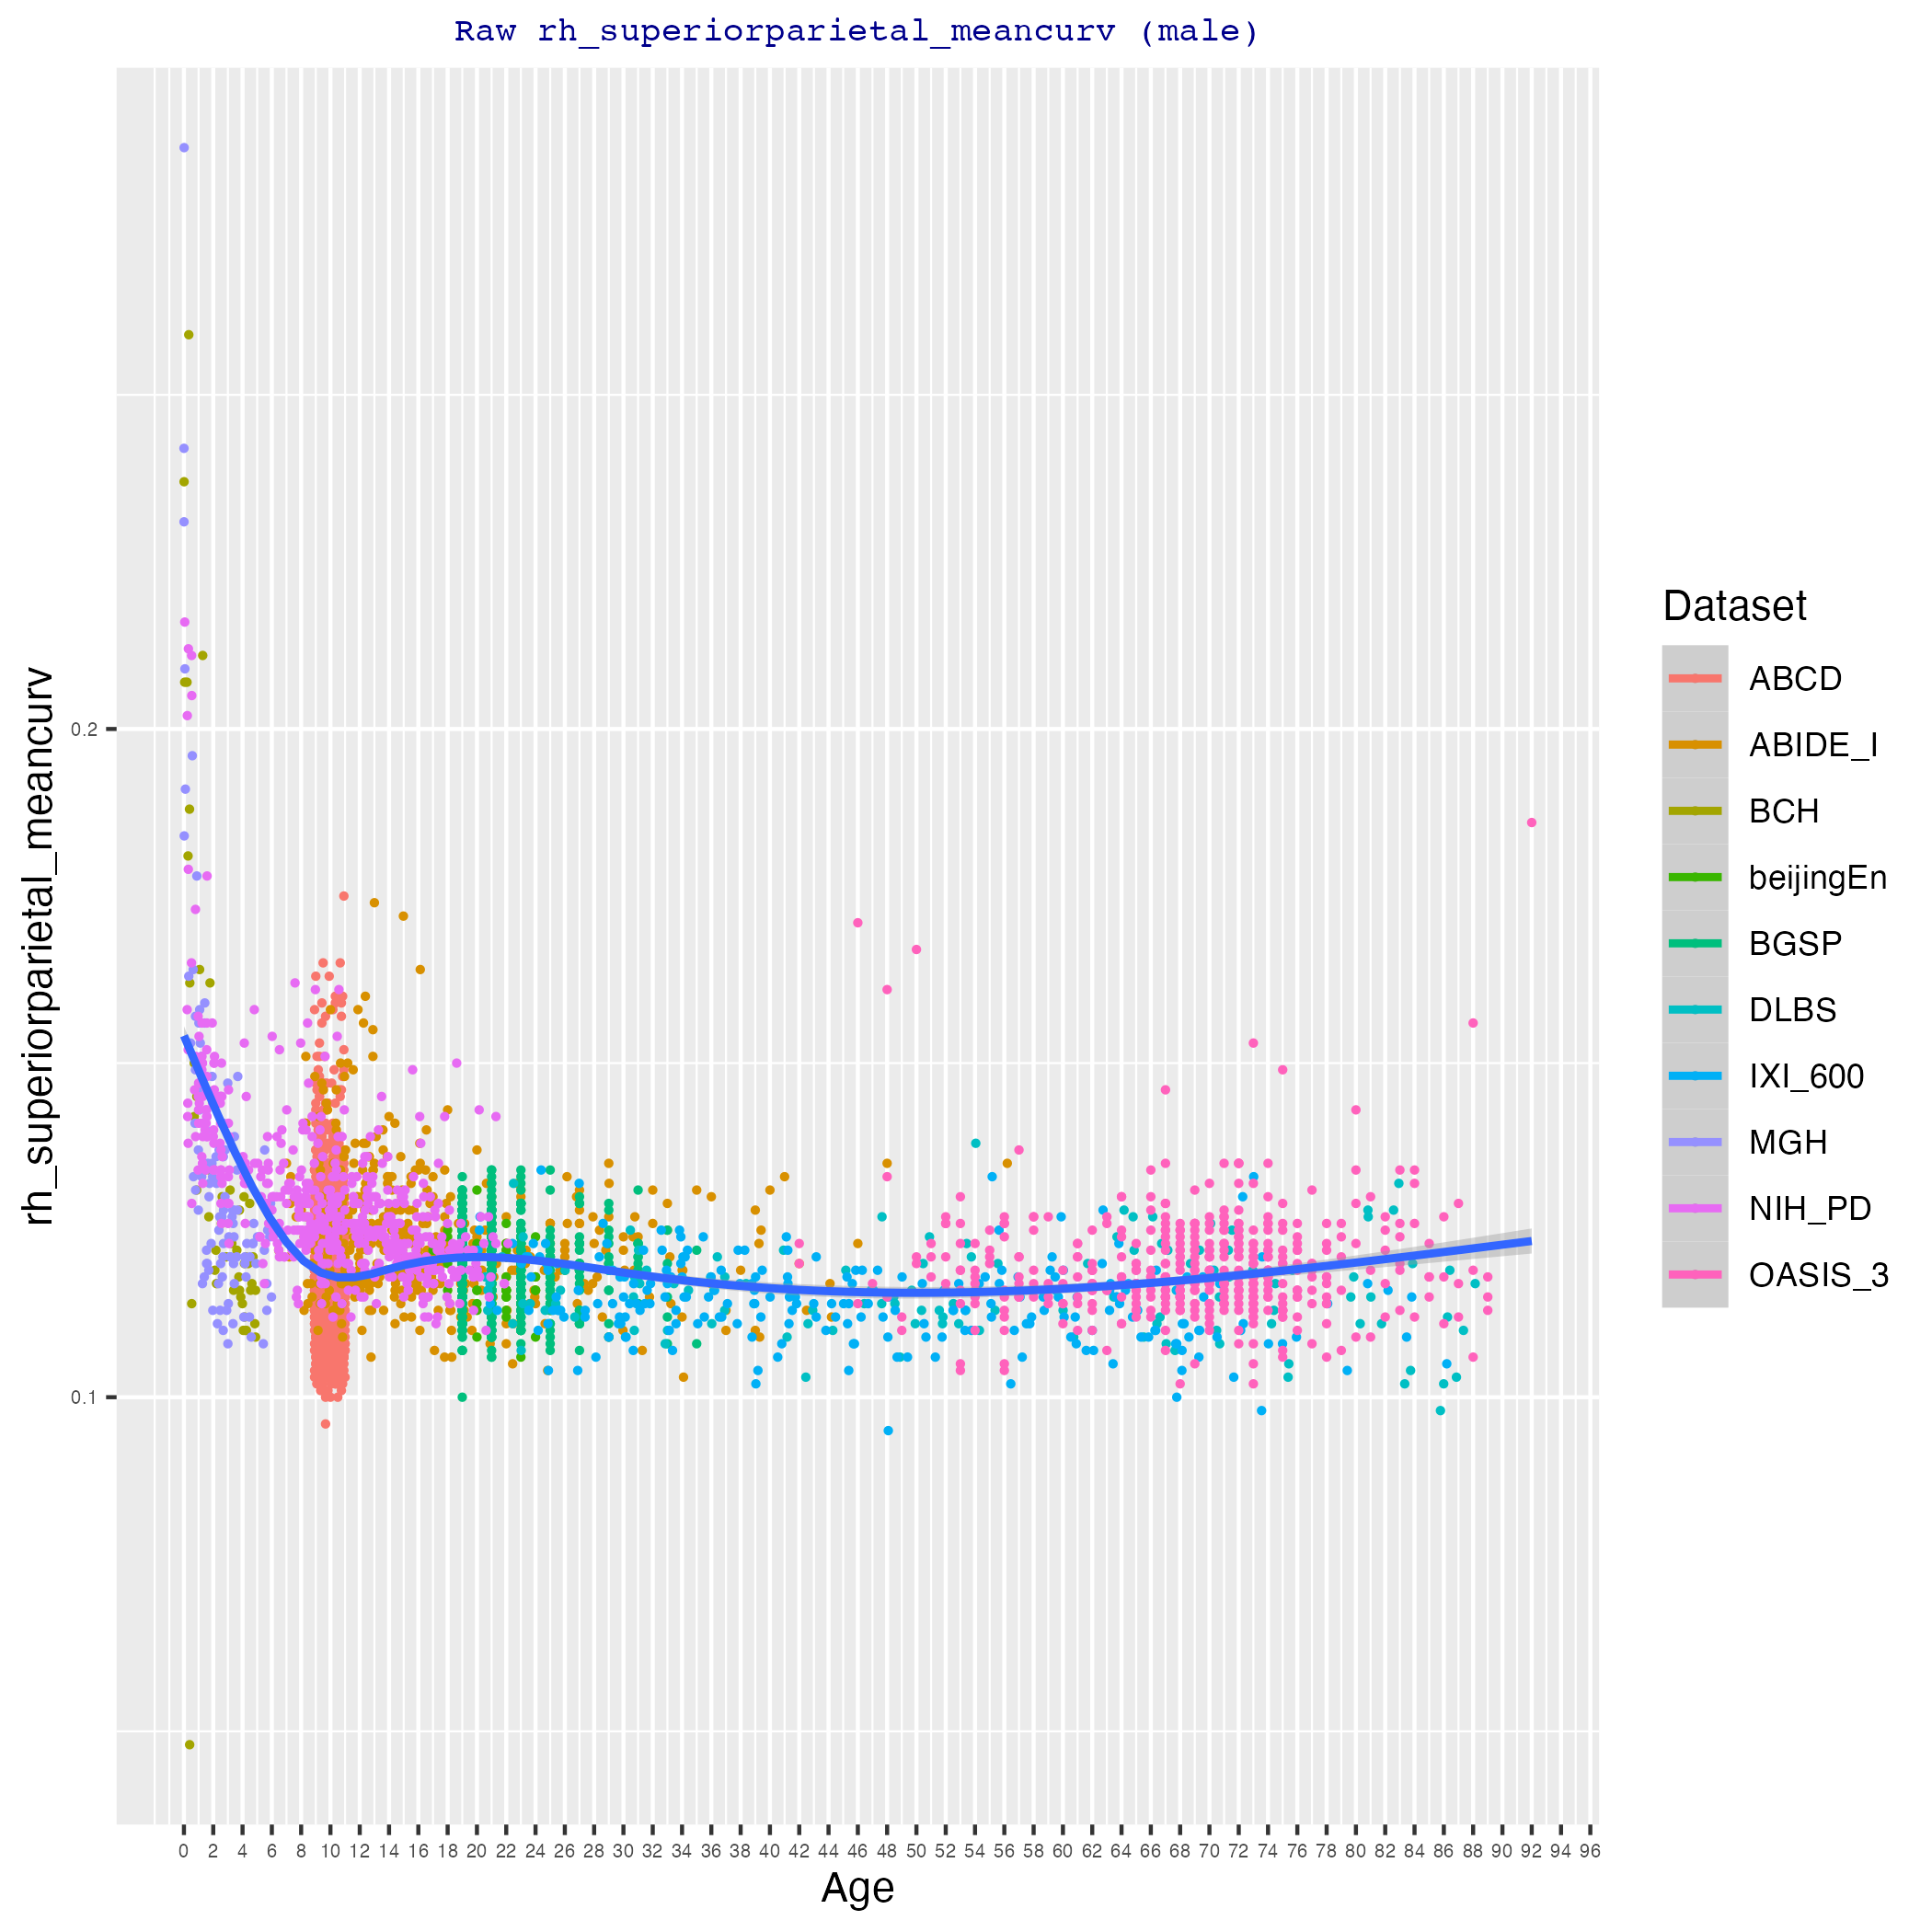 Raw rh_superiorparietal_meancurv (male)
rh_superiorparietal_meancurv
0.2
0.1
0 2 4 6 8 10 12 14 16 18 20 22 24 26 28 30 32 34 36 38 40 42 44 46 48 50 52 54 56 58 60 62 64 66 68 70 72 74 76 78 80 82 84 86 88 90 92 94 96
Age
Dataset
ABCD
ABIDE_I
BCH
beijingEn
BGSP
DLBS
IXI_600
MGH
NIH_PD
OASIS_3